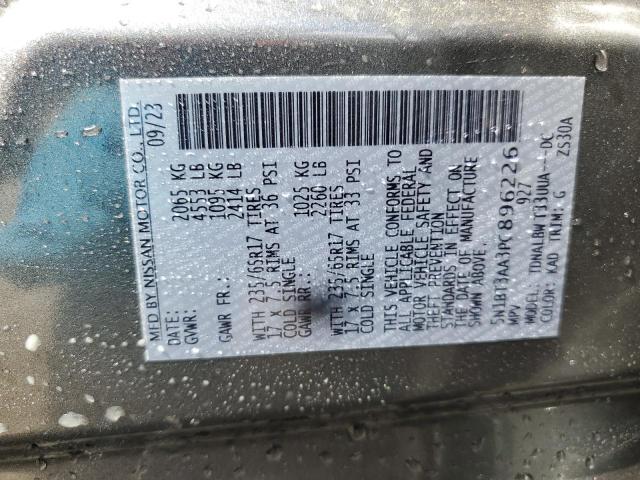 MFD BY NISSAN MOTOR CO., LTD.
DATE: 09/23
GVWR: 2065 KG
4553 LB
GAWR FR.: 1095 KG
2414 LB
WITH 235/65R17 TIRES
17 X 7.5 RIMS AT 36 PSI
COLD SINGLE
GAWR RR.: 1025 KG
2260 LB
WITH 235/65R17 TIRES
17 X 7.5 RIMS AT 33 PSI
COLD SINGLE
THIS VEHICLE CONFORMS TO
ALL APPLICABLE FEDERAL
MOTOR VEHICLE SAFETY AND
THEFT PREVENTION
STANDARDS IN EFFECT ON
THE DATE OF MANUFACTURE
SHOWN ABOVE.
5N1BT3AA3PC896226
MPV 927
MODEL: TDNALBW T33UUA---DC
COLOR: KAD TRIM: G ZS30A